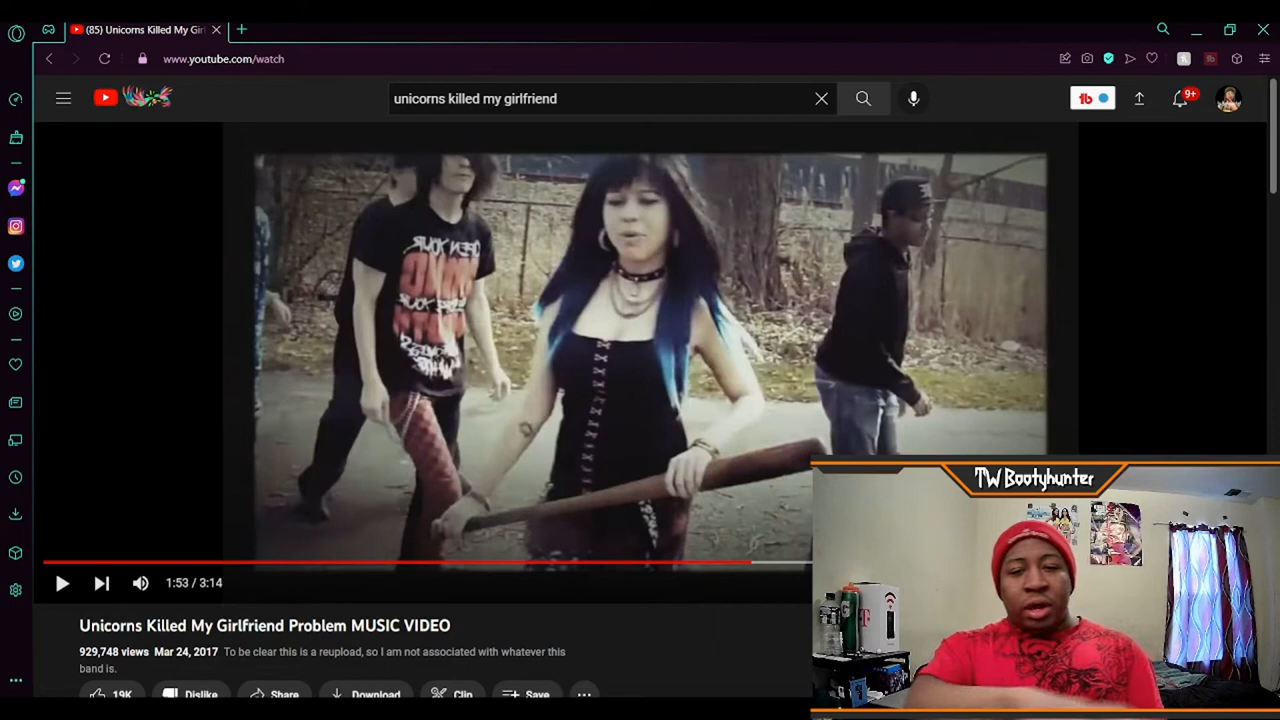 (85) Unicorns Killed My Girl
www.youtube.com/watch
unicorns killed my girlfriend
tb
9+
1:53 / 3:14
TW Bootyhunter
Unicorns Killed My Girlfriend Problem MUSIC VIDEO
929,748 views Mar 24, 2017 To be clear this is a reupload, so I am not associated with whatever this
band is.
19K Dislike Share Download Clip Save ...